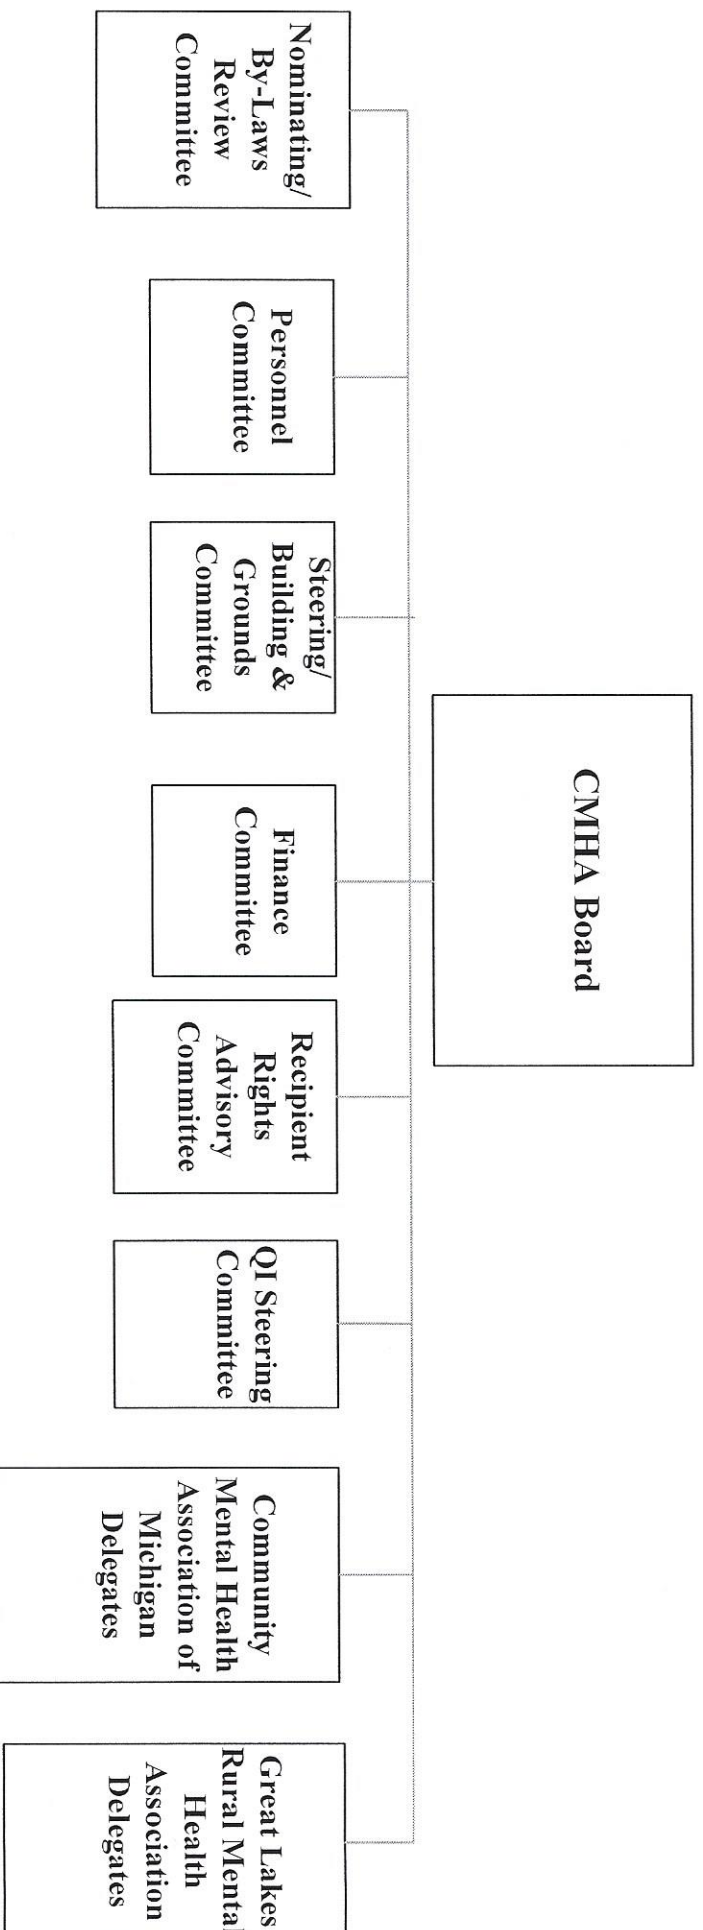 CMHA Board
Nominating/
By-Laws
Review
Committee
Personnel
Committee
Steering/
Building &
Grounds
Committee
Finance
Committee
Recipient
Rights
Advisory
Committee
QI Steering
Committee
Community
Mental Health
Association of
Michigan
Delegates
Great Lakes
Rural Mental
Health
Association
Delegates